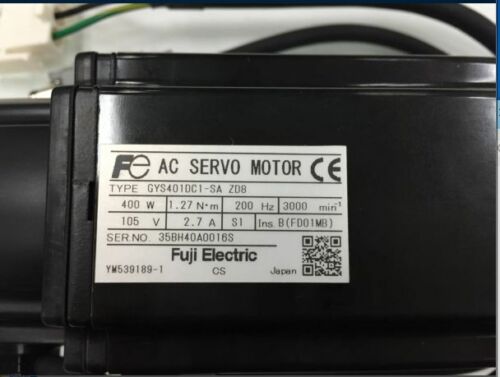 Fe AC SERVO MOTOR CE
TYPE GYS401DC1-SA ZD8
400 W 1.27 N·m 200 Hz 3000 min⁻¹
105 V 2.7 A S1 Ins. B(FD01MB)
SER.NO. 35BH40A0016S
Fuji Electric
YM539189-1 CS Japan